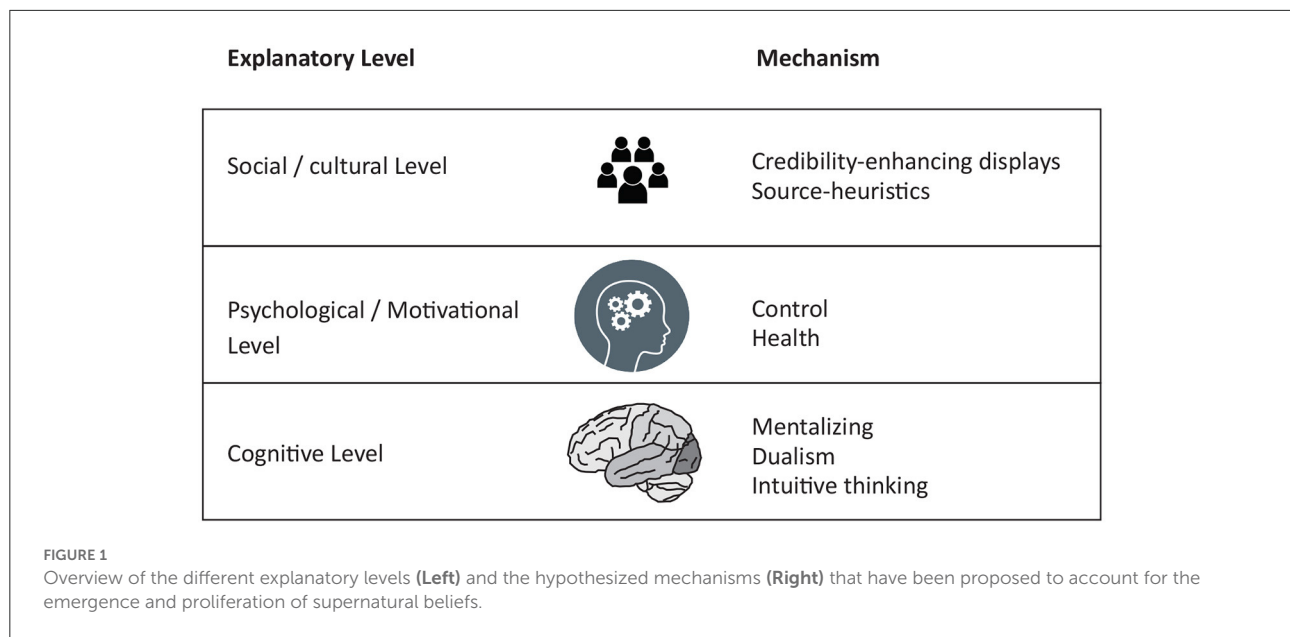 Explanatory Level
Mechanism
Social / cultural Level
Credibility-enhancing displays
Source-heuristics
Psychological / Motivational
Level
Control
Health
Cognitive Level
Mentalizing
Dualism
Intuitive thinking
FIGURE 1
Overview of the different explanatory levels (Left) and the hypothesized mechanisms (Right) that have been proposed to account for the
emergence and proliferation of supernatural beliefs.